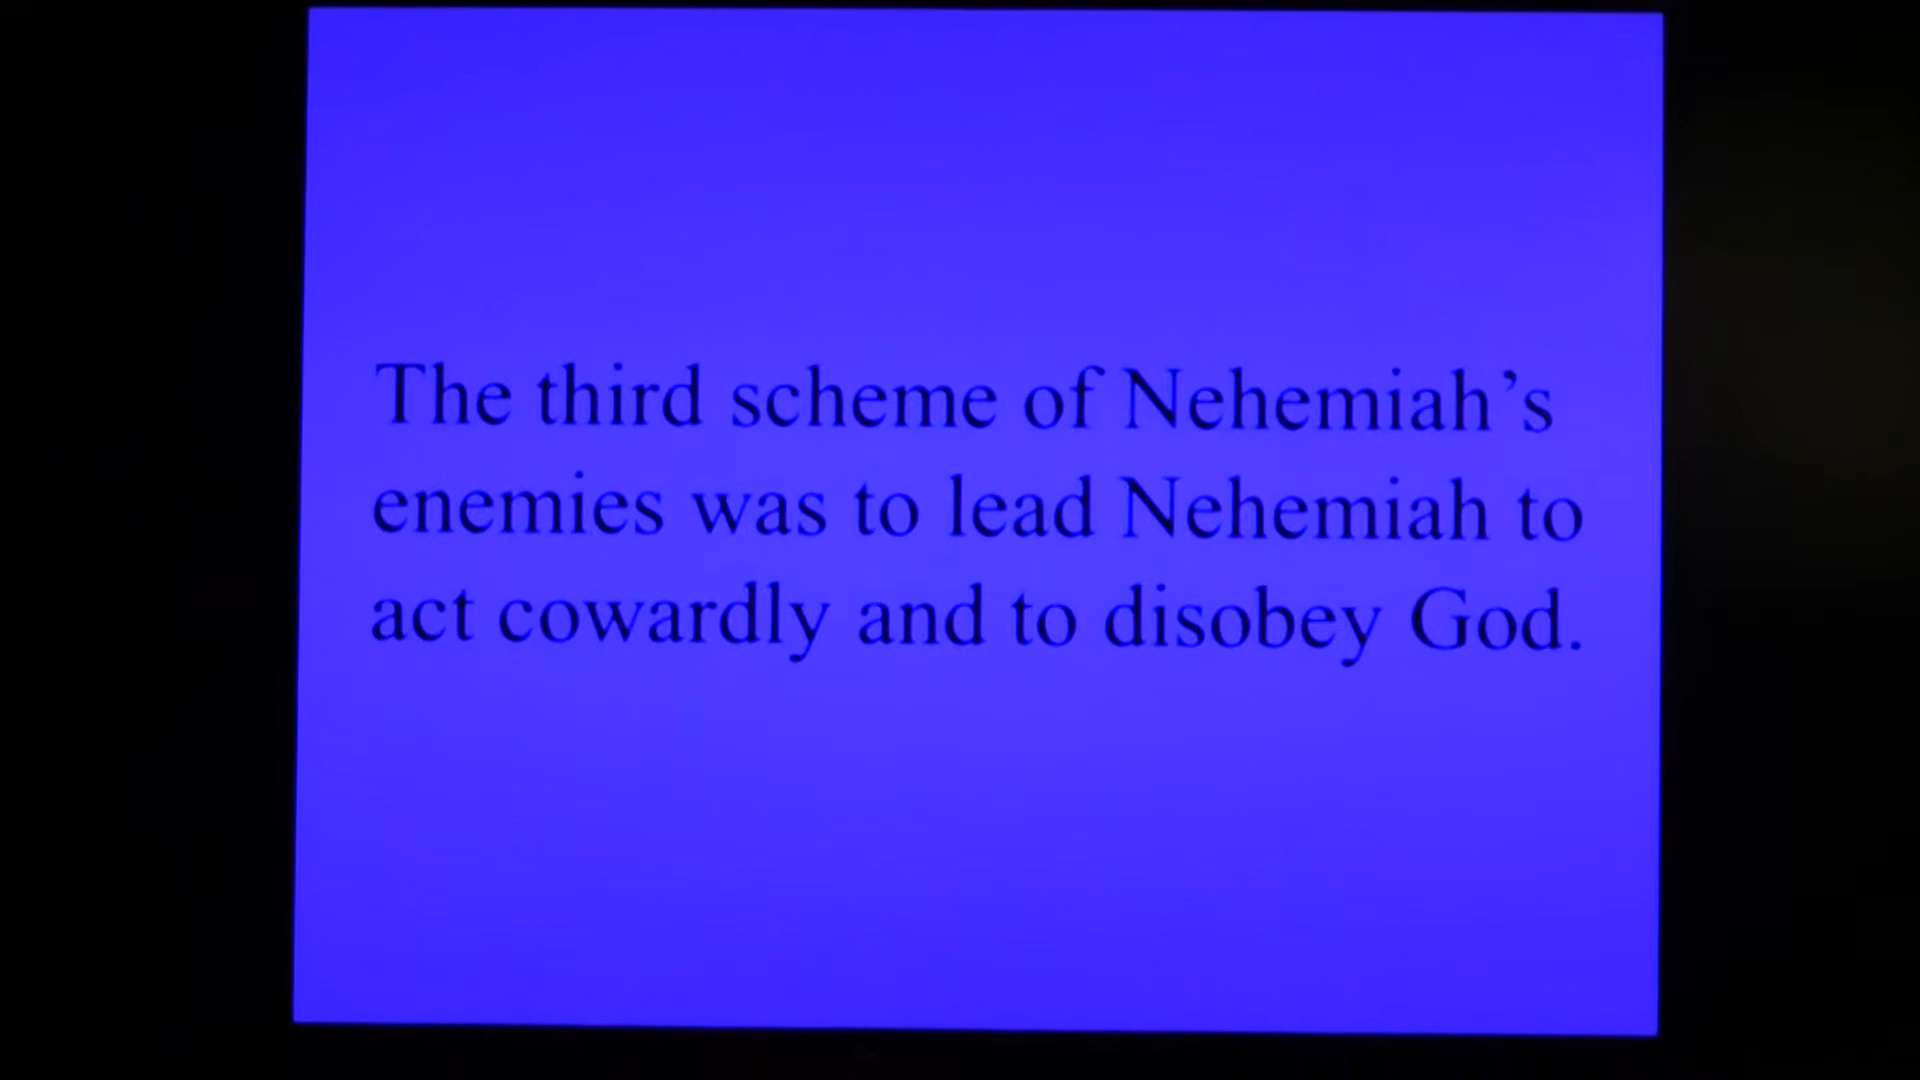 The third scheme of Nehemiah’s
enemies was to lead Nehemiah to
act cowardly and to disobey God.